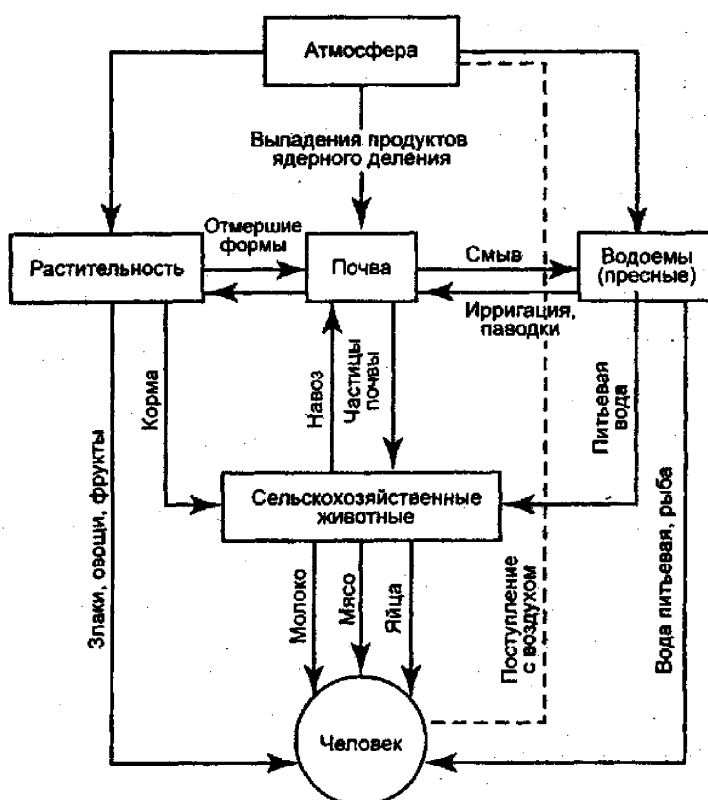 Атмосфера
Выпадения продуктов
ядерного деления
Растительность
Отмершие
формы
Почва
Смыв
Водоемы
(пресные)
Ирригация,
паводки
Злаки, овощи, фрукты
Корма
Навоз
Частицы
почвы
Питьевая
вода
Вода питьевая, рыба
Сельскохозяйственные
животные
Молоко
Мясо
Яйца
Поступление
с воздухом
Человек